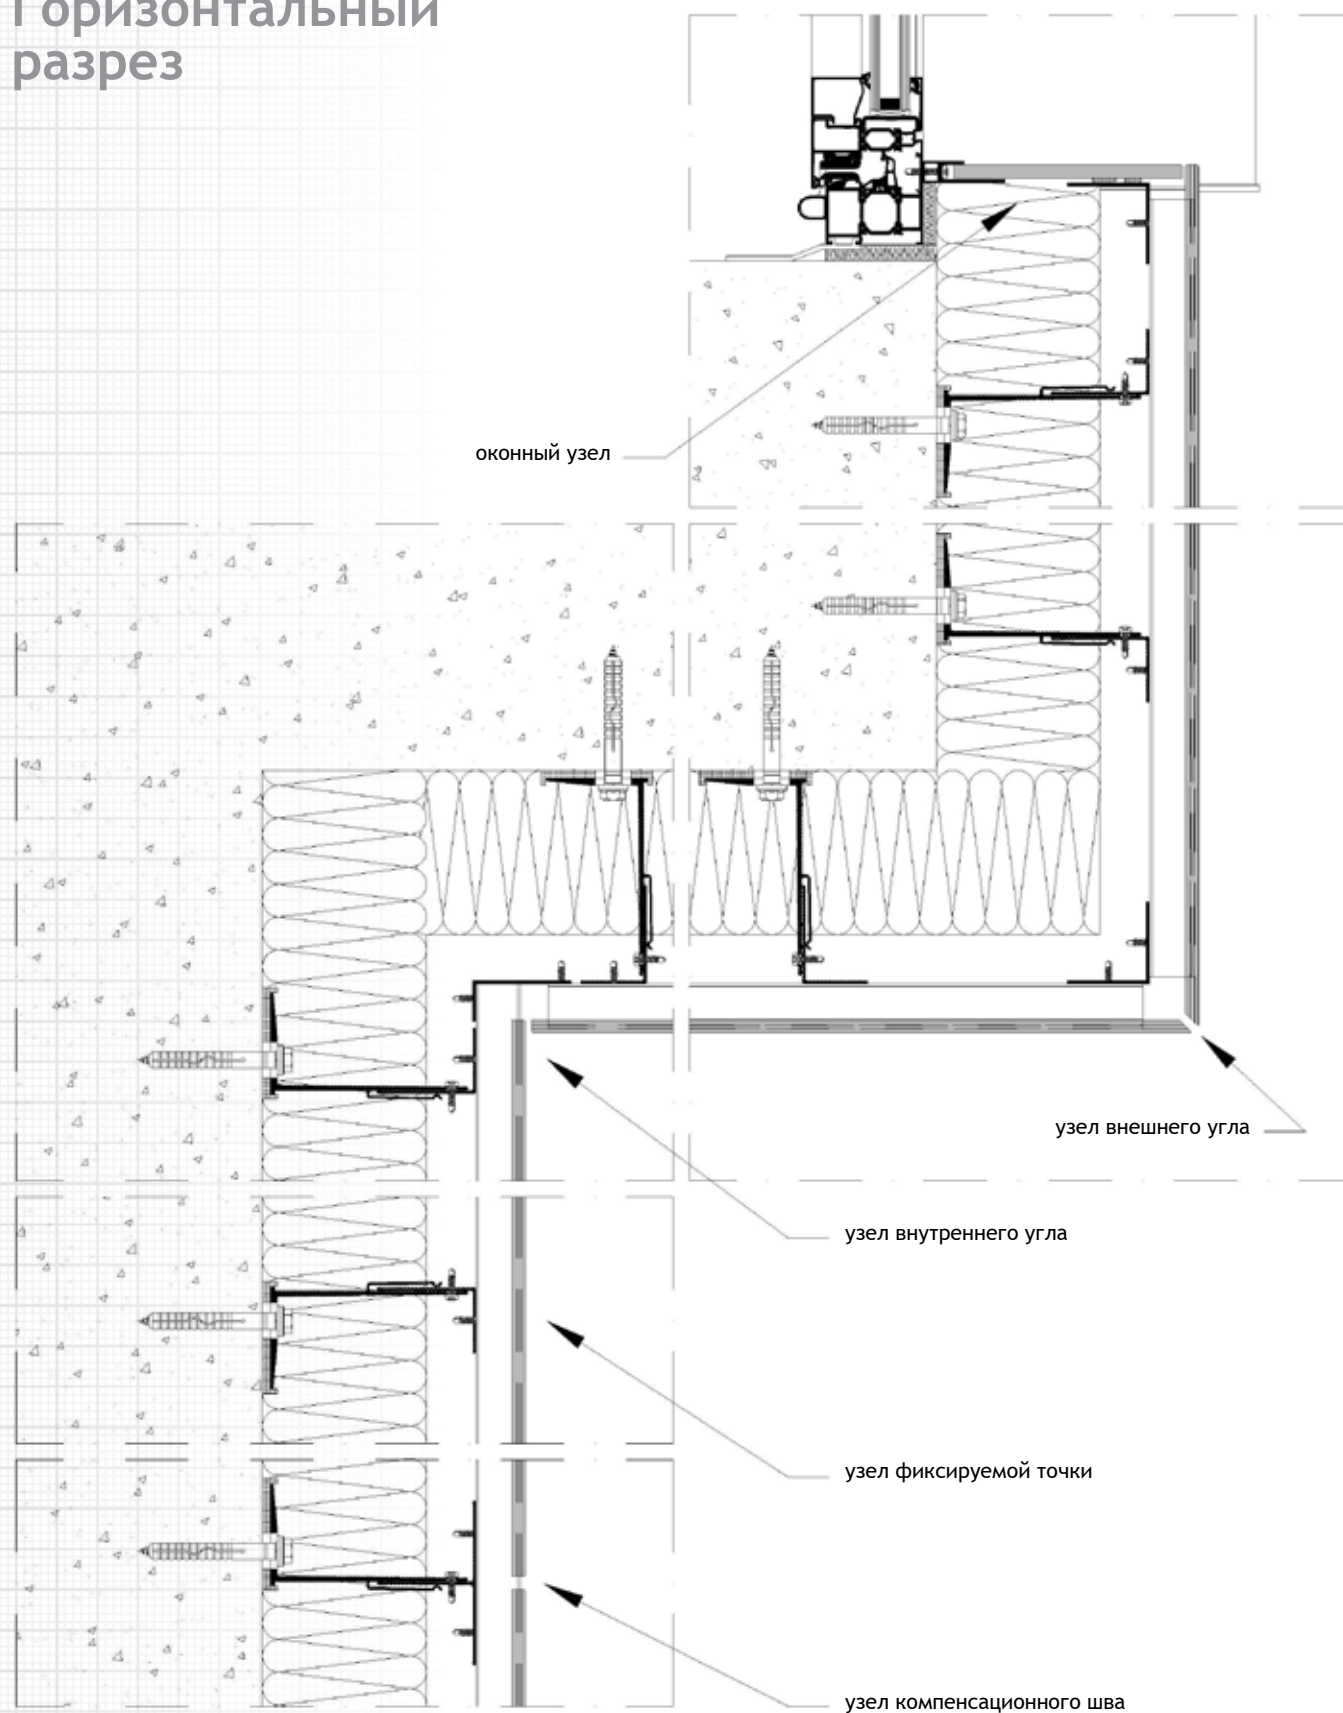 Горизонтальный
разрез
оконный узел
узел внешнего угла
узел внутреннего угла
узел фиксируемой точки
узел компенсационного шва